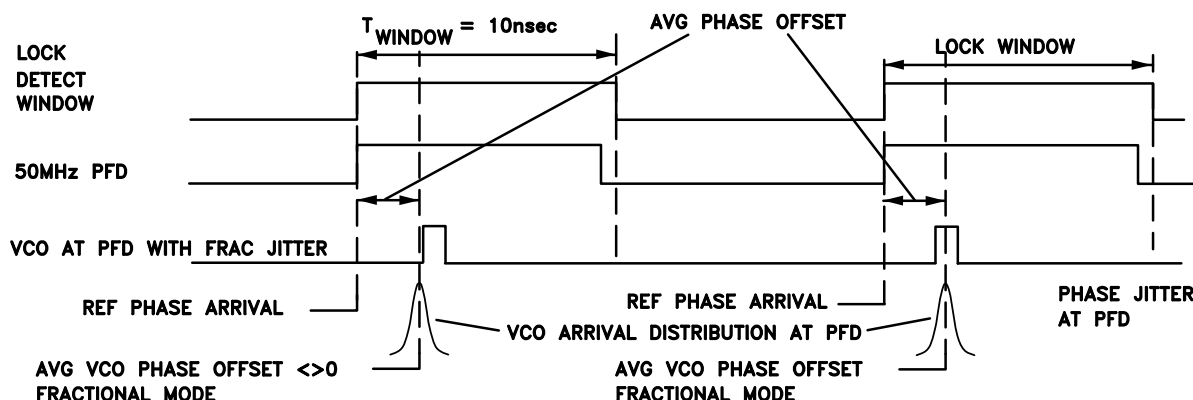 LOCK
DETECT
WINDOW
T WINDOW = 10nsec
AVG PHASE OFFSET
LOCK WINDOW
50MHz PFD
VCO AT PFD WITH FRAC JITTER
REF PHASE ARRIVAL
REF PHASE ARRIVAL
PHASE JITTER
AT PFD
VCO ARRIVAL DISTRIBUTION AT PFD
AVG VCO PHASE OFFSET <>0
FRACTIONAL MODE
AVG VCO PHASE OFFSET
FRACTIONAL MODE